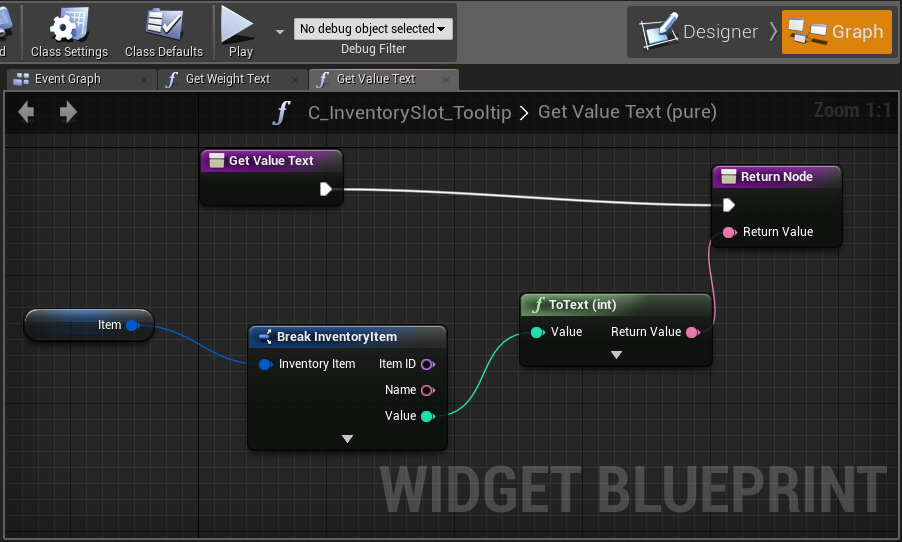 Class Settings
Class Defaults
Play
No debug object selected
Debug Filter
Designer
Graph
Event Graph
Get Weight Text
Get Value Text
C_InventorySlot_Tooltip > Get Value Text (pure)
Zoom 1:1
Get Value Text
Return Node
Return Value
Item
ToText (int)
Value
Return Value
Break InventoryItem
Inventory Item
Item ID
Name
Value
WIDGET BLUEPRINT